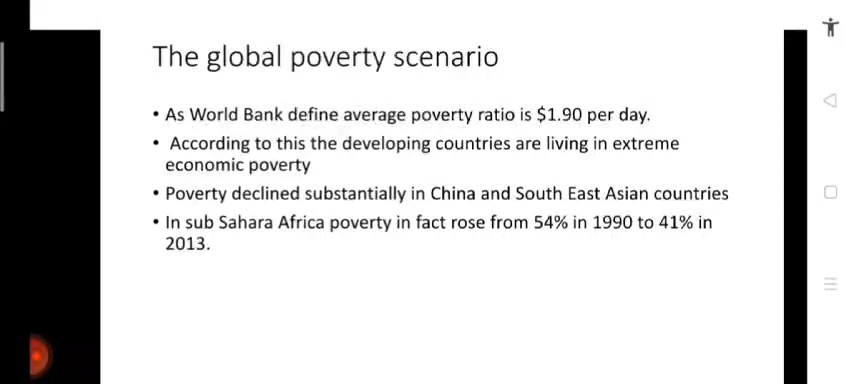 The global poverty scenario
• As World Bank define average poverty ratio is $1.90 per day.
• According to this the developing countries are living in extreme
economic poverty
• Poverty declined substantially in China and South East Asian countries
• In sub Sahara Africa poverty in fact rose from 54% in 1990 to 41% in
2013.